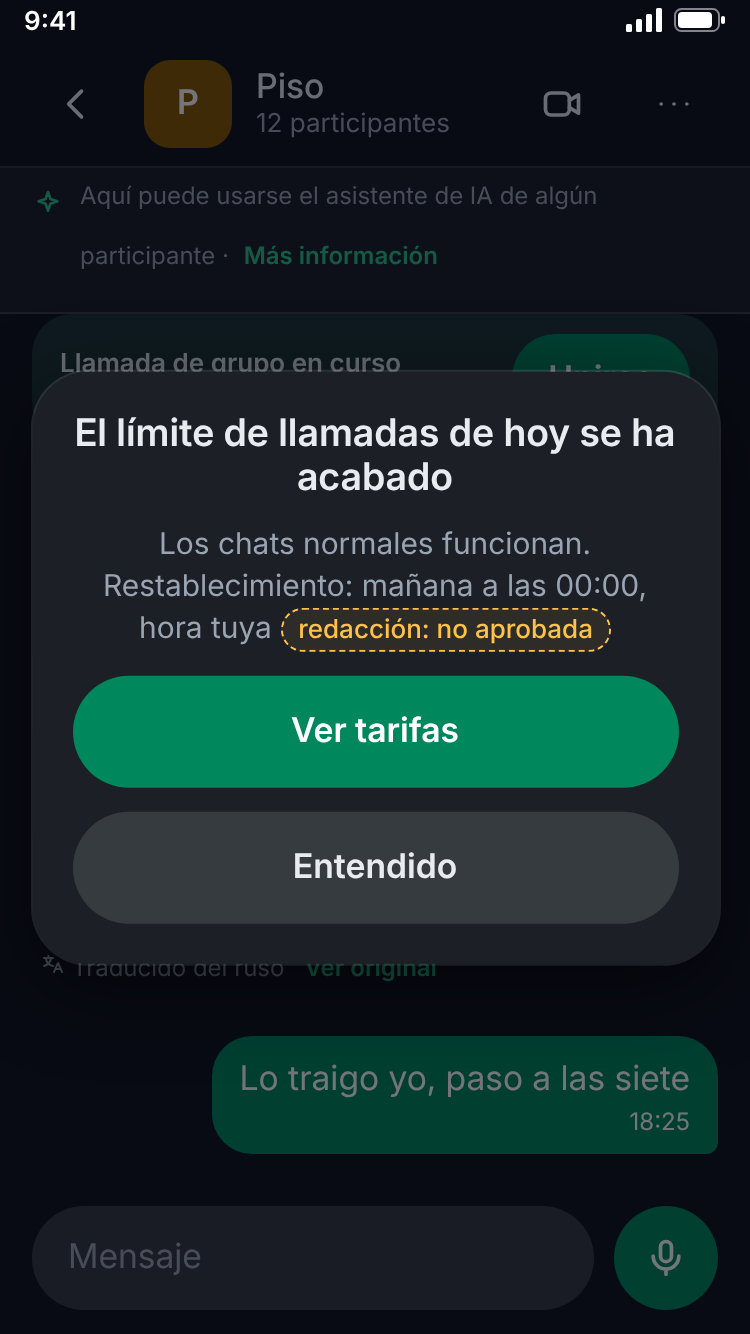 9:41
P
Piso
12 participantes
Aquí puede usarse el asistente de IA de algún
participante · Más información
Llamada de grupo en curso
El límite de llamadas de hoy se ha
acabado
Los chats normales funcionan.
Restablecimiento: mañana a las 00:00,
hora tuya redacción: no aprobada
Ver tarifas
Entendido
Traducido del ruso Ver original
Lo traigo yo, paso a las siete
18:25
Mensaje